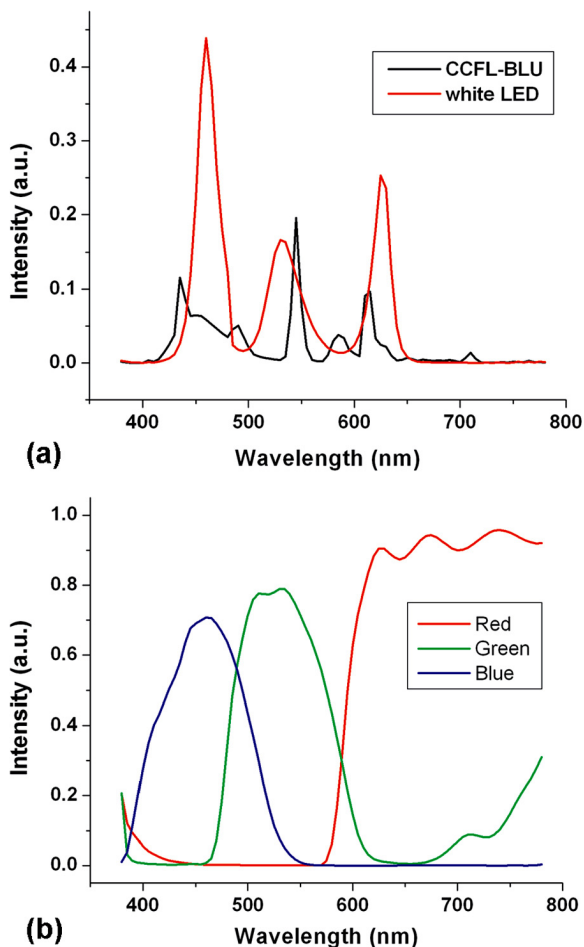 0.4
0.3
0.2
0.1
0.0
Intensity (a.u.)
CCFL-BLU
white LED
400 500 600 700 800
Wavelength (nm)
(a)
1.0
0.8
0.6
0.4
0.2
0.0
Intensity (a.u.)
Red
Green
Blue
400 500 600 700 800
Wavelength (nm)
(b)